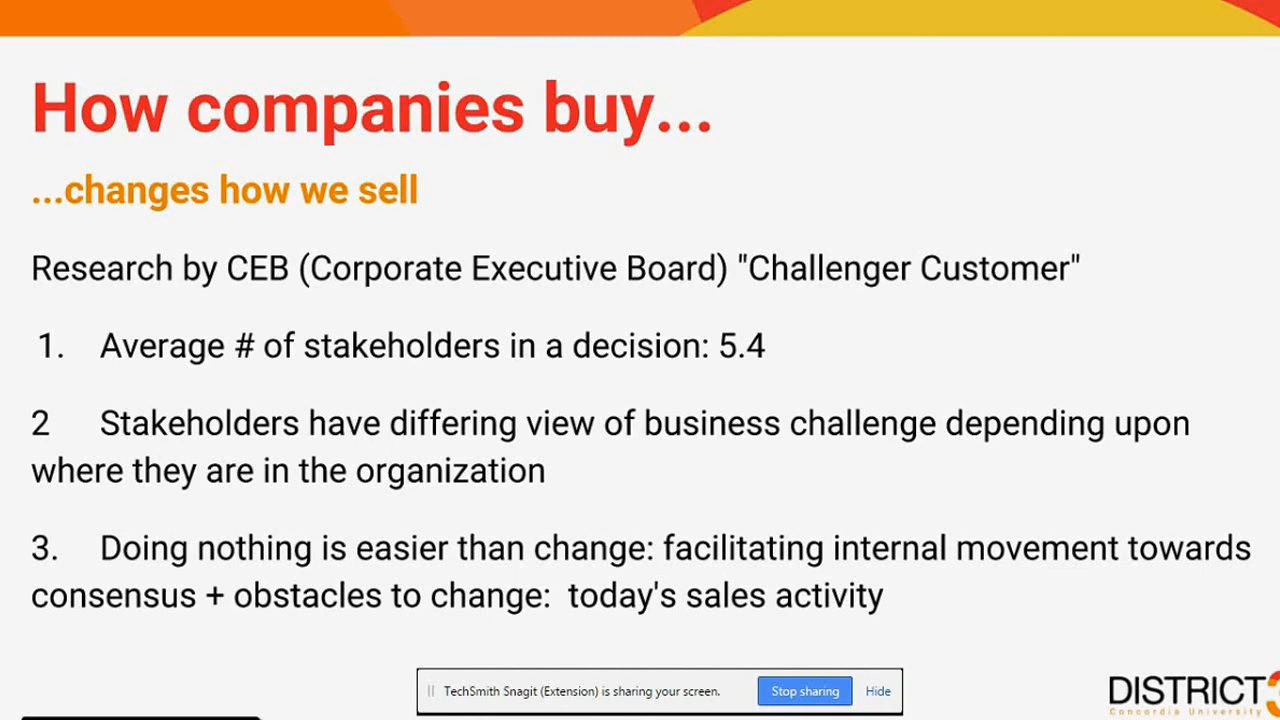 How companies buy...
...changes how we sell
Research by CEB (Corporate Executive Board) "Challenger Customer"
1. Average # of stakeholders in a decision: 5.4
2 Stakeholders have differing view of business challenge depending upon
where they are in the organization
3. Doing nothing is easier than change: facilitating internal movement towards
consensus + obstacles to change: today's sales activity
TechSmith Snagit (Extension) is sharing your screen. Stop sharing Hide
DISTRICT 3
Concordia University